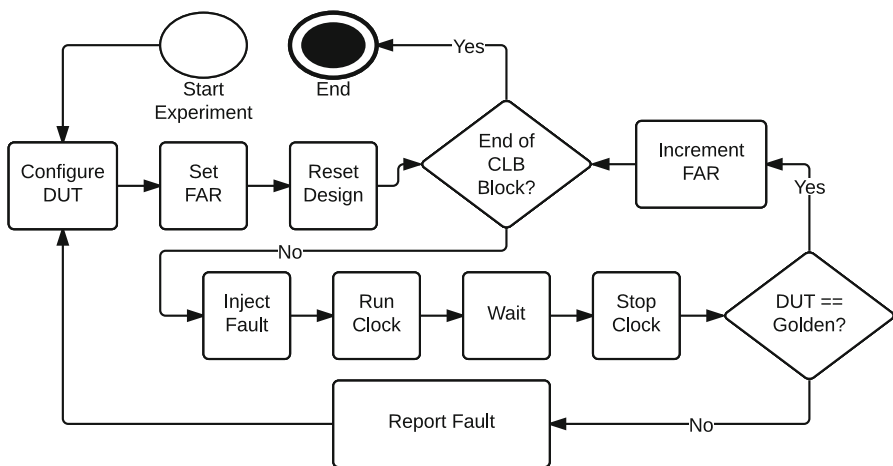 Start
Experiment
End
Yes
Configure
DUT
Set
FAR
Reset
Design
End of
CLB
Block?
Increment
FAR
Yes
No
Inject
Fault
Run
Clock
Wait
Stop
Clock
DUT ==
Golden?
Report Fault
No